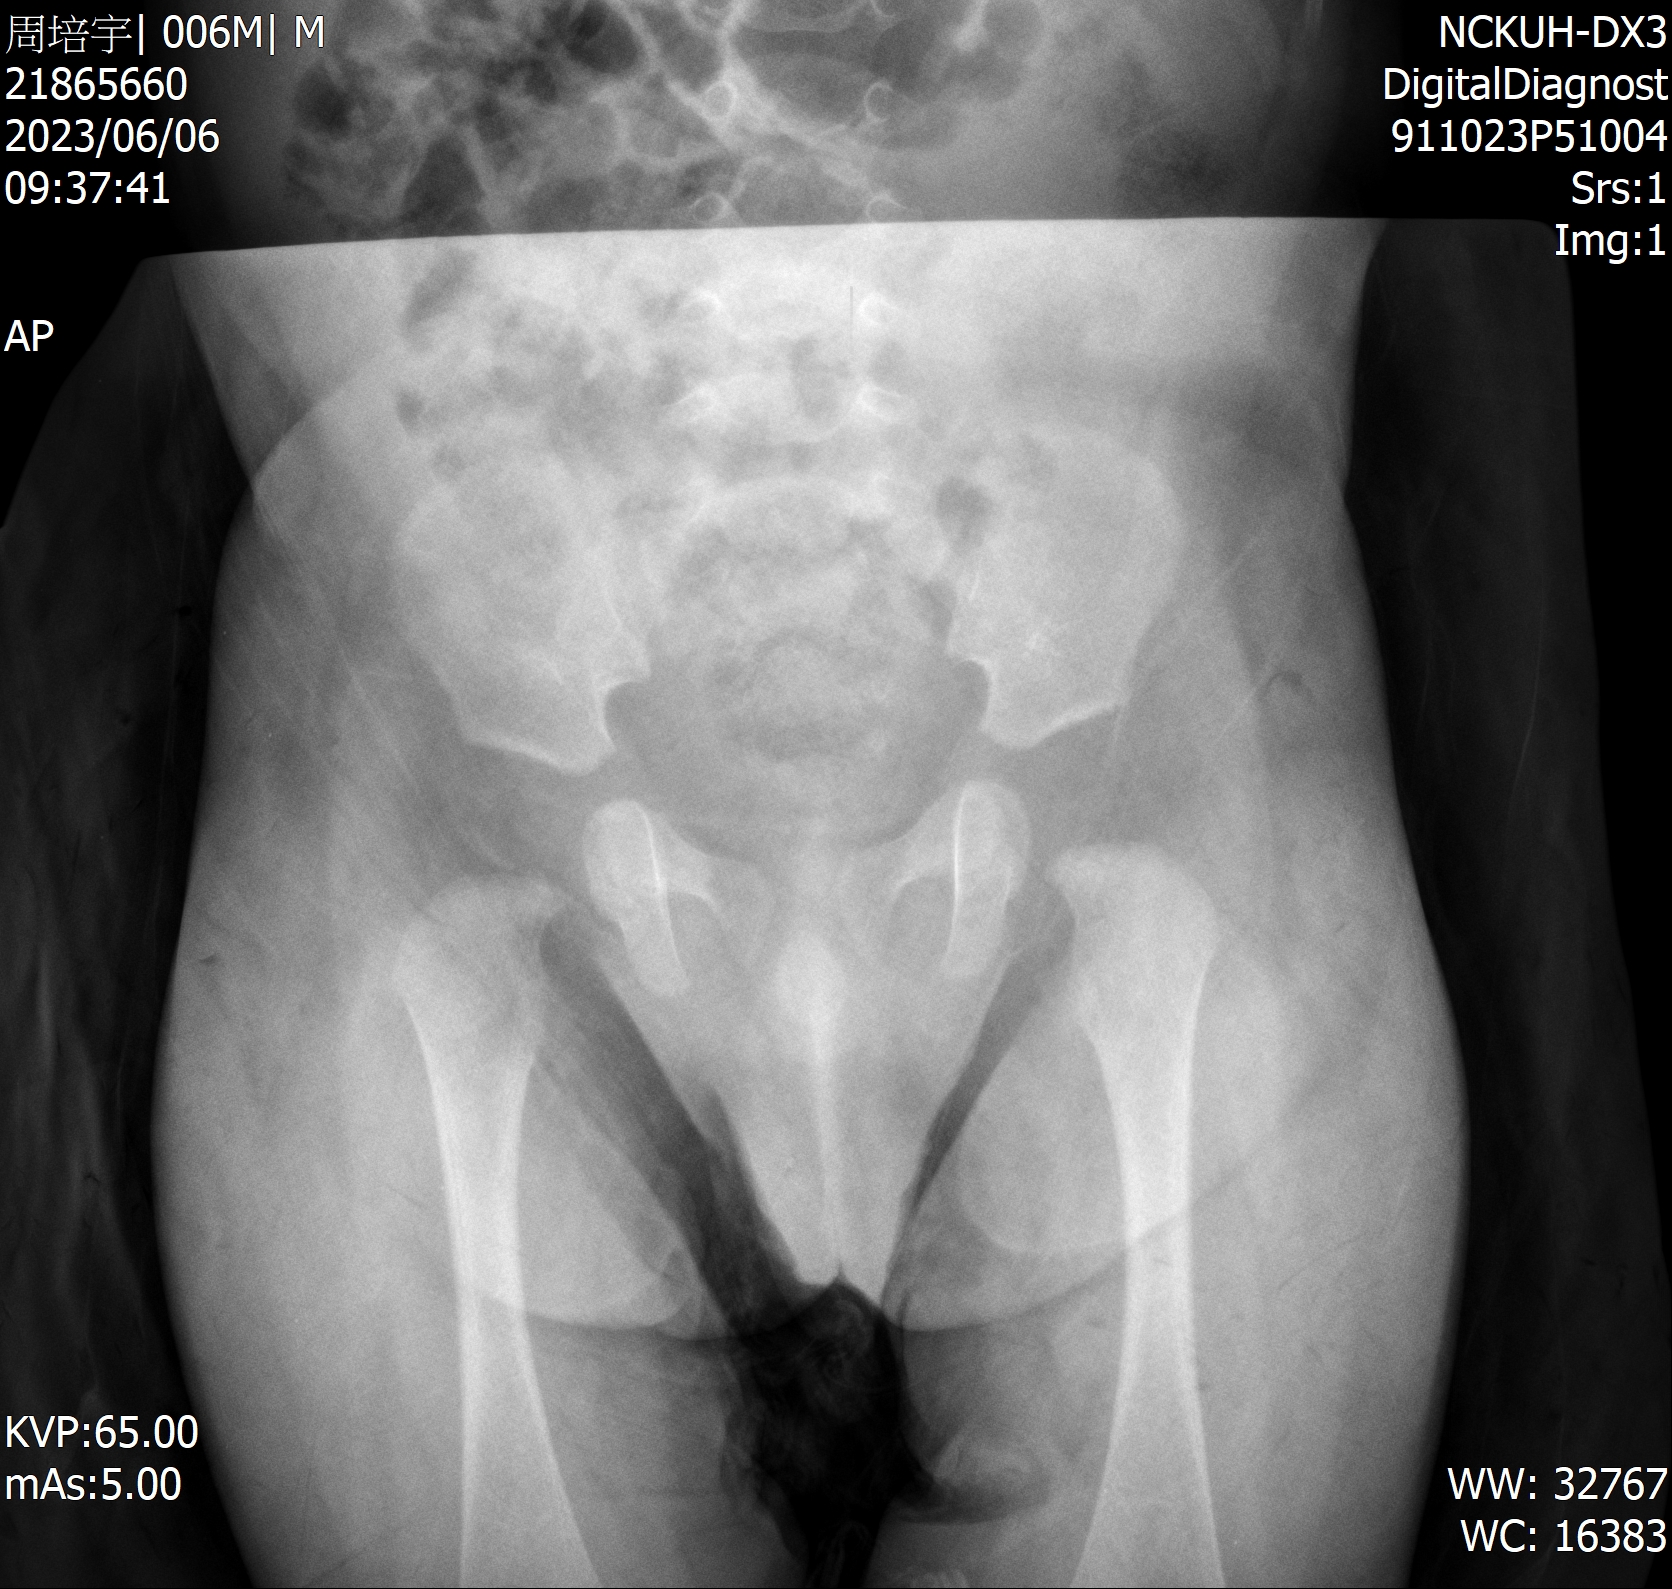 周培宇| 006M| M
21865660
2023/06/06
09:37:41
AP
NCKUH-DX3
DigitalDiagnost
911023P51004
Srs:1
Img:1
KVP:65.00
mAs:5.00
WW: 32767
WC: 16383